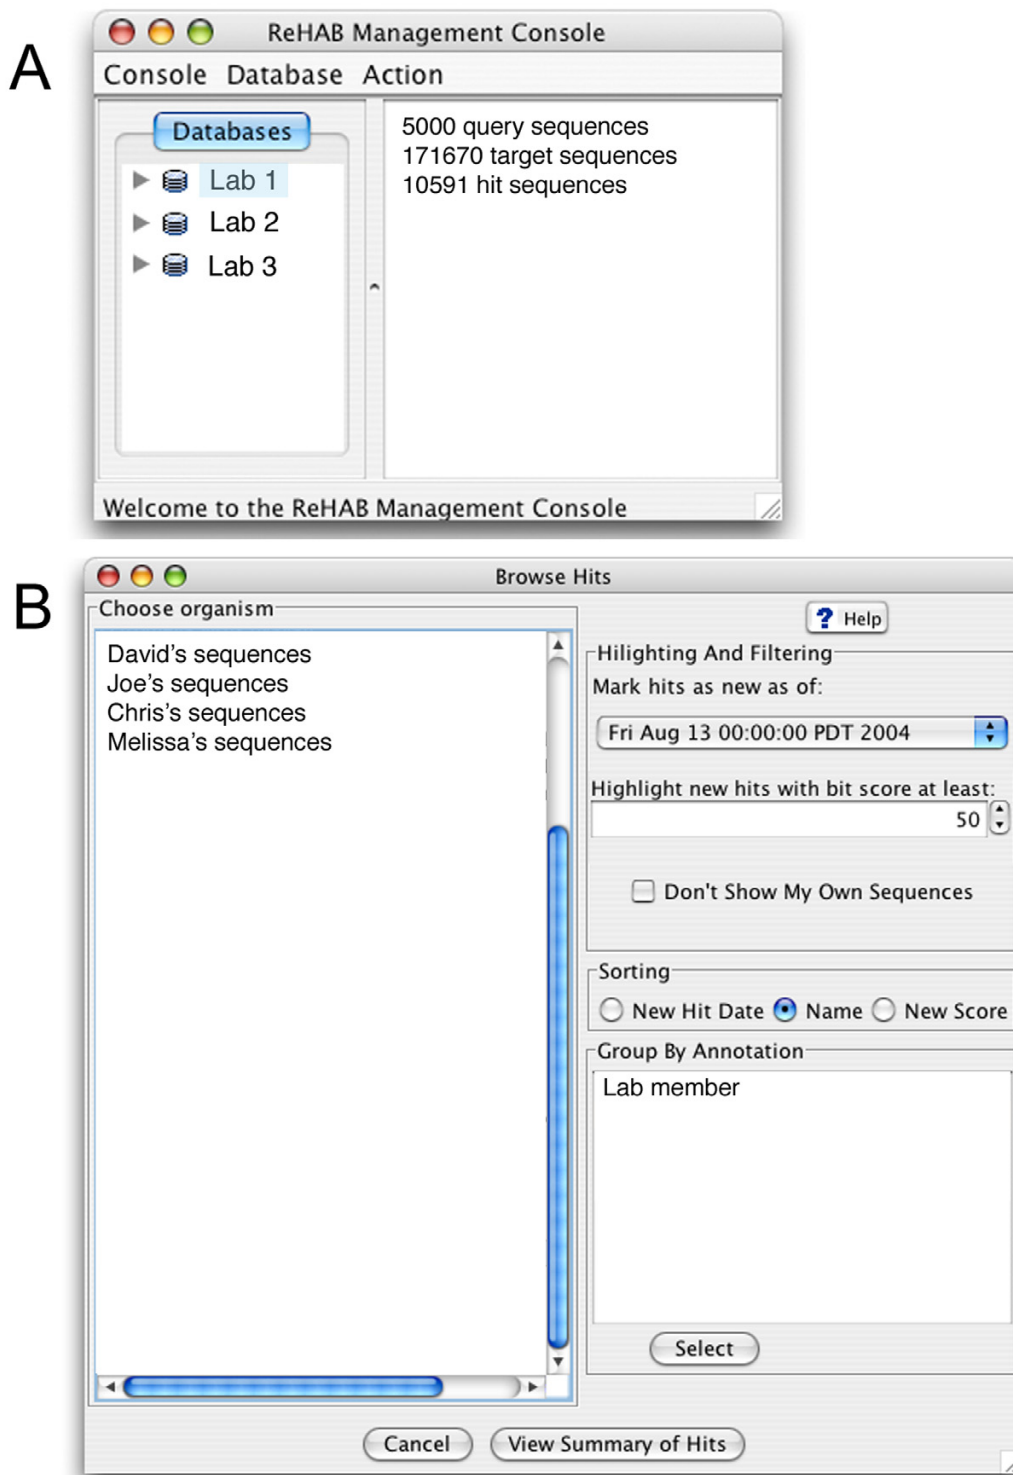 A
ReHAB Management Console
Console Database Action
Databases
Lab 1
Lab 2
Lab 3
5000 query sequences
171670 target sequences
10591 hit sequences
Welcome to the ReHAB Management Console
B
Browse Hits
Choose organism
David's sequences
Joe's sequences
Chris's sequences
Melissa's sequences
? Help
Hilighting And Filtering
Mark hits as new as of:
Fri Aug 13 00:00:00 PDT 2004
Highlight new hits with bit score at least:
50
Don't Show My Own Sequences
Sorting
New Hit Date Name New Score
Group By Annotation
Lab member
Select
Cancel View Summary of Hits